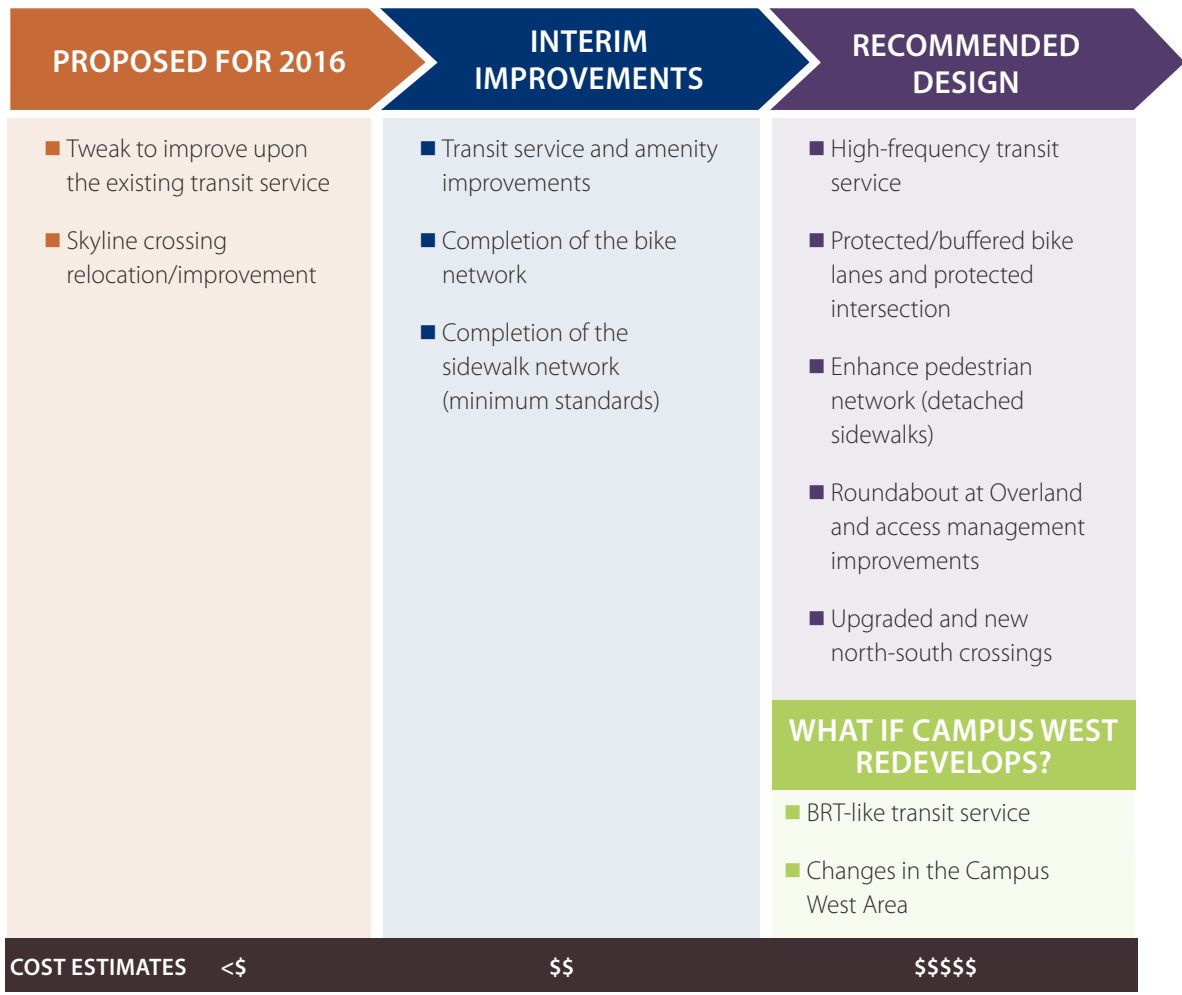 PROPOSED FOR 2016
Tweak to improve upon
the existing transit service
Skyline crossing
relocation/improvement
INTERIM
IMPROVEMENTS
Transit service and amenity
improvements
Completion of the bike
network
Completion of the
sidewalk network
(minimum standards)
RECOMMENDED
DESIGN
High-frequency transit
service
Protected/buffered bike
lanes and protected
intersection
Enhance pedestrian
network (detached
sidewalks)
Roundabout at Overland
and access management
improvements
Upgraded and new
north-south crossings
WHAT IF CAMPUS WEST
REDEVELOPS?
BRT-like transit service
Changes in the Campus
West Area
COST ESTIMATES <$ $$ $$$$$